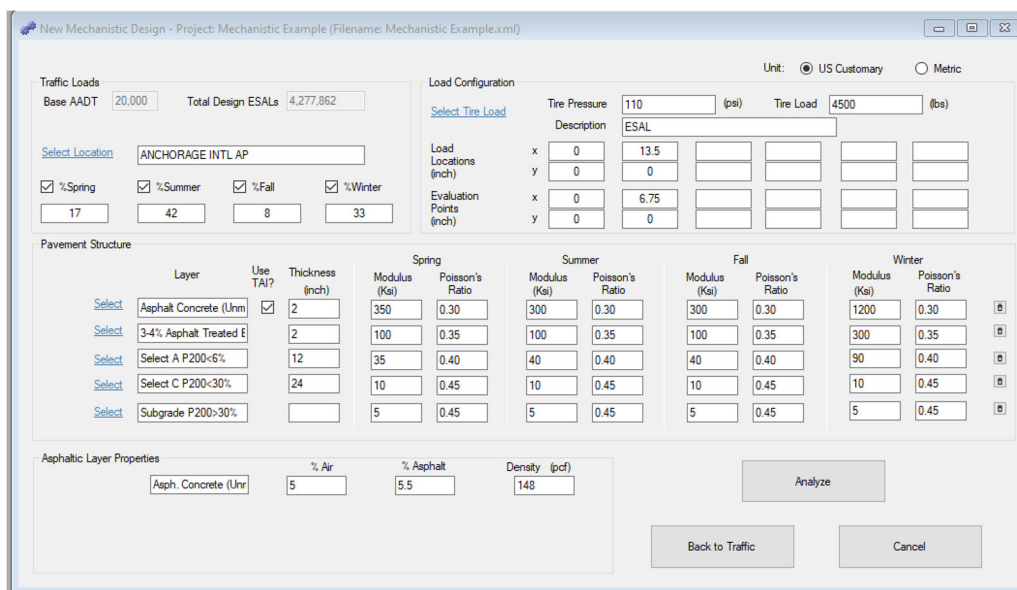 New Mechanistic Design - Project: Mechanistic Example (Filename: Mechanistic Example.xml)
Unit: US Customary Metric
Traffic Loads
Base AADT 20,000 Total Design ESALs 4,277,862
Select Location ANCHORAGE INTL AP
%Spring %Summer %Fall %Winter
17 42 8 33
Load Configuration
Select Tire Load Tire Pressure 110 (psi) Tire Load 4500 (lbs)
Description ESAL
Load
Locations
(inch)
x 0 13.5
y 0 0
Evaluation
Points
(inch)
x 0 6.75
y 0 0
Pavement Structure
Spring Summer Fall Winter
Layer Use TAI? Thickness (inch) Modulus (Ksi) Poisson's Ratio Modulus (Ksi) Poisson's Ratio Modulus (Ksi) Poisson's Ratio Modulus (Ksi) Poisson's Ratio
Select Asphalt Concrete (Unm 2 350 0.30 300 0.30 300 0.30 1200 0.30
Select 3-4% Asphalt Treated E 2 100 0.35 100 0.35 100 0.35 300 0.35
Select Select A P200<6% 12 35 0.40 40 0.40 40 0.40 90 0.40
Select Select C P200<30% 24 10 0.45 10 0.45 10 0.45 10 0.45
Select Subgrade P200>30% 5 0.45 5 0.45 5 0.45 5 0.45
Asphaltic Layer Properties
% Air % Asphalt Density (pcf)
Asph. Concrete (Unr 5 5.5 148
Analyze
Back to Traffic Cancel